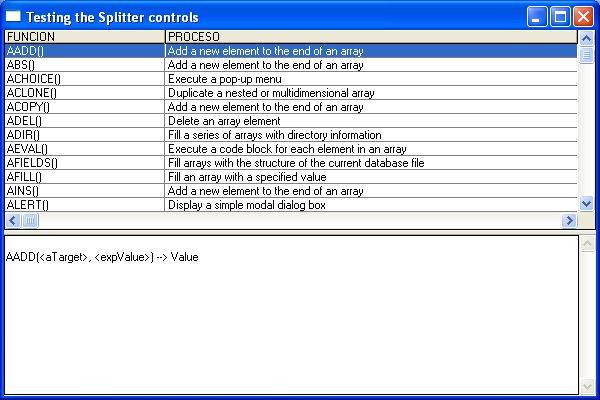 Testing the Splitter controls
FUNCION PROCESO
AADD() Add a new element to the end of an array
ABS() Add a new element to the end of an array
ACHOICE() Execute a pop-up menu
ACLONE() Duplicate a nested or multidimensional array
ACOPY() Add a new element to the end of an array
ADEL() Delete an array element
ADIR() Fill a series of arrays with directory information
AEVAL() Execute a code block for each element in an array
AFIELDS() Fill arrays with the structure of the current database file
AFILL() Fill an array with a specified value
AINS() Add a new element to the end of an array
ALERT() Display a simple modal dialog box
AADD(<aTarget>, <expValue>) --> Value